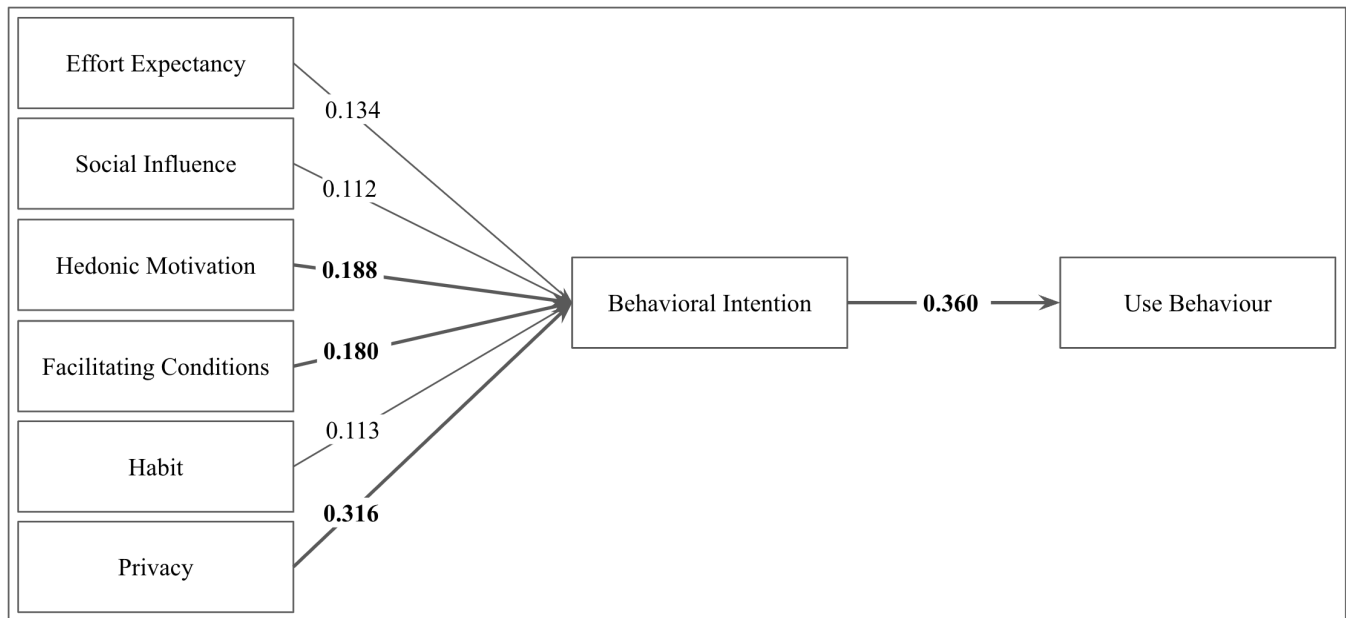 Effort Expectancy
0.134
Social Influence
0.112
Hedonic Motivation
0.188
Facilitating Conditions
0.180
Habit
0.113
Privacy
0.316
Behavioral Intention
0.360
Use Behaviour